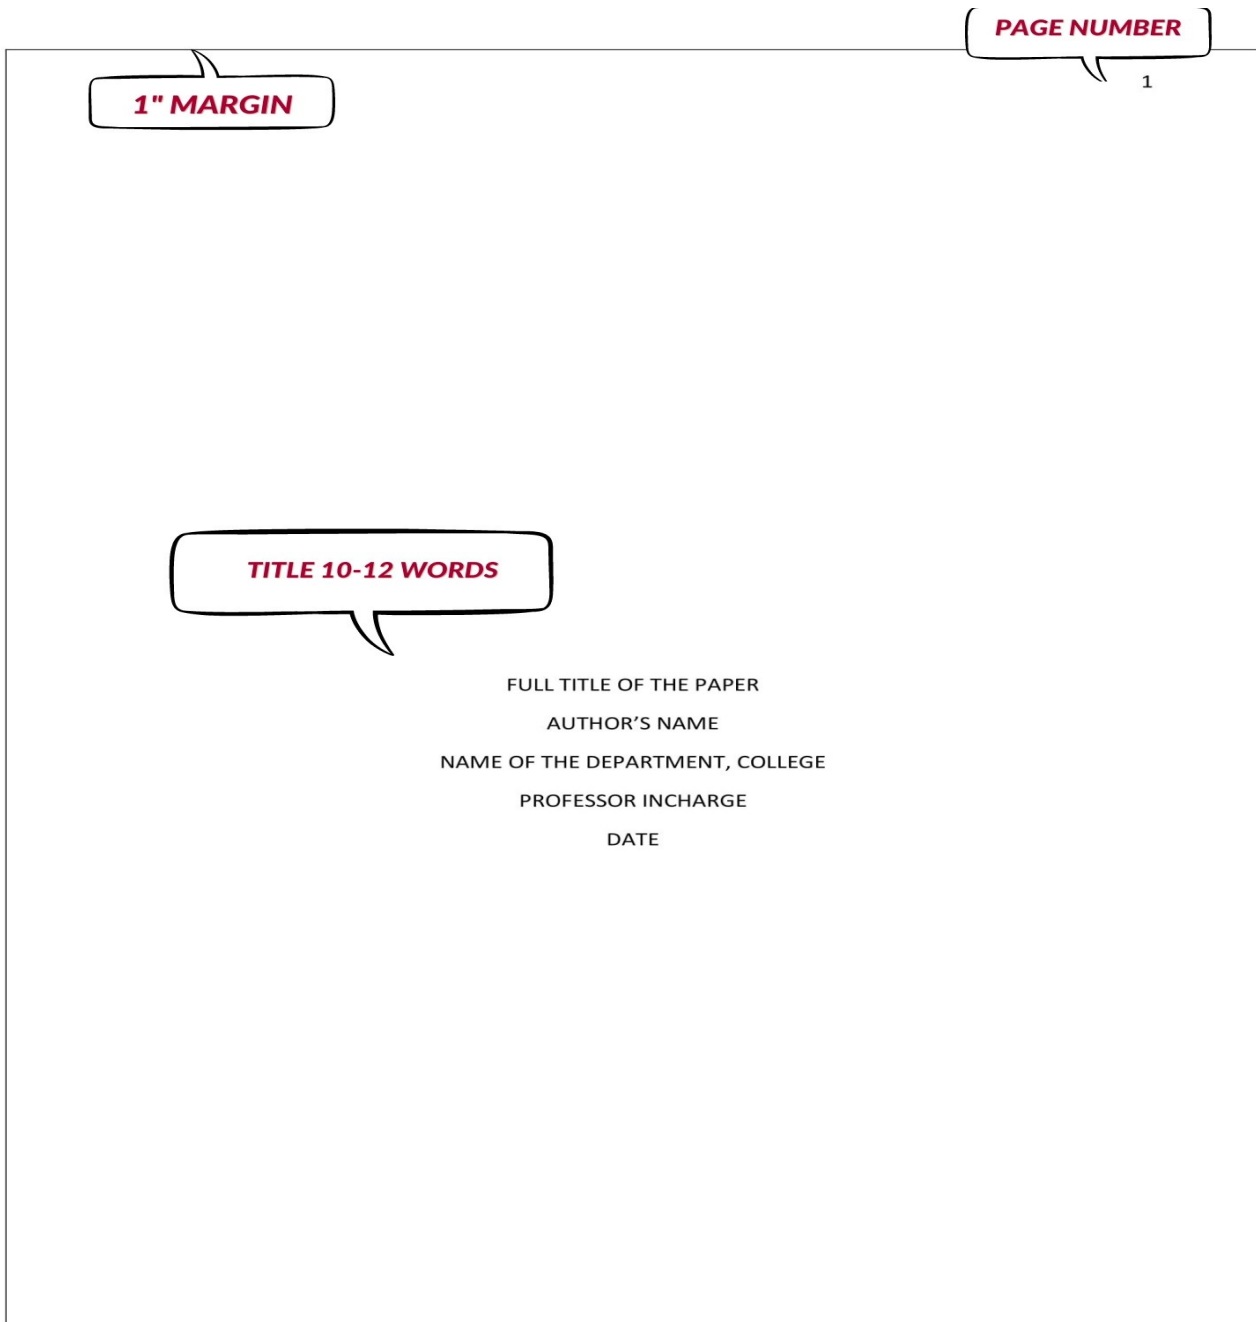 PAGE NUMBER
1
1" MARGIN
TITLE 10-12 WORDS
FULL TITLE OF THE PAPER
AUTHOR’S NAME
NAME OF THE DEPARTMENT, COLLEGE
PROFESSOR INCHARGE
DATE